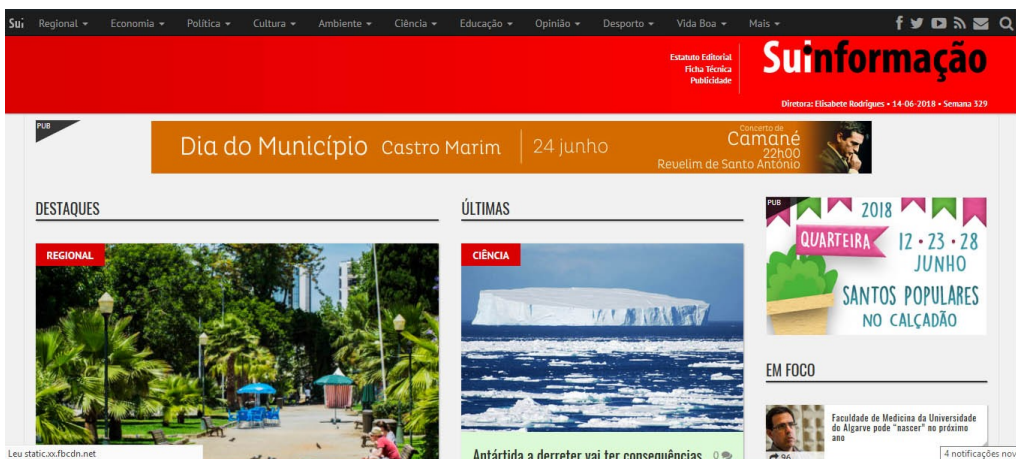 Sul
Regional Economia Política Cultura Ambiente Ciência Educação Opinião Desporto Vida Boa Mais
Estatuto Editorial
Ficha Técnica
Publicidade
Sulinformação
Diretora: Elisabete Rodrigues • 14-06-2018 • Semana 329
PUB
Dia do Município Castro Marim 24 junho
Concerto de
Camané
22h00
Revelim de Santo António
DESTAQUES
REGIONAL
ÚLTIMAS
CIÊNCIA
Antártida a derreter vai ter consequências 0
PUB
2018
QUARTEIRA
12 • 23 • 28
JUNHO
SANTOS POPULARES
NO CALÇADÃO
EM FOCO
Faculdade de Medicina da Universidade
do Algarve pode “nascer” no próximo
ano
96
Leu static.xx.fbcdn.net
4 notificações nov